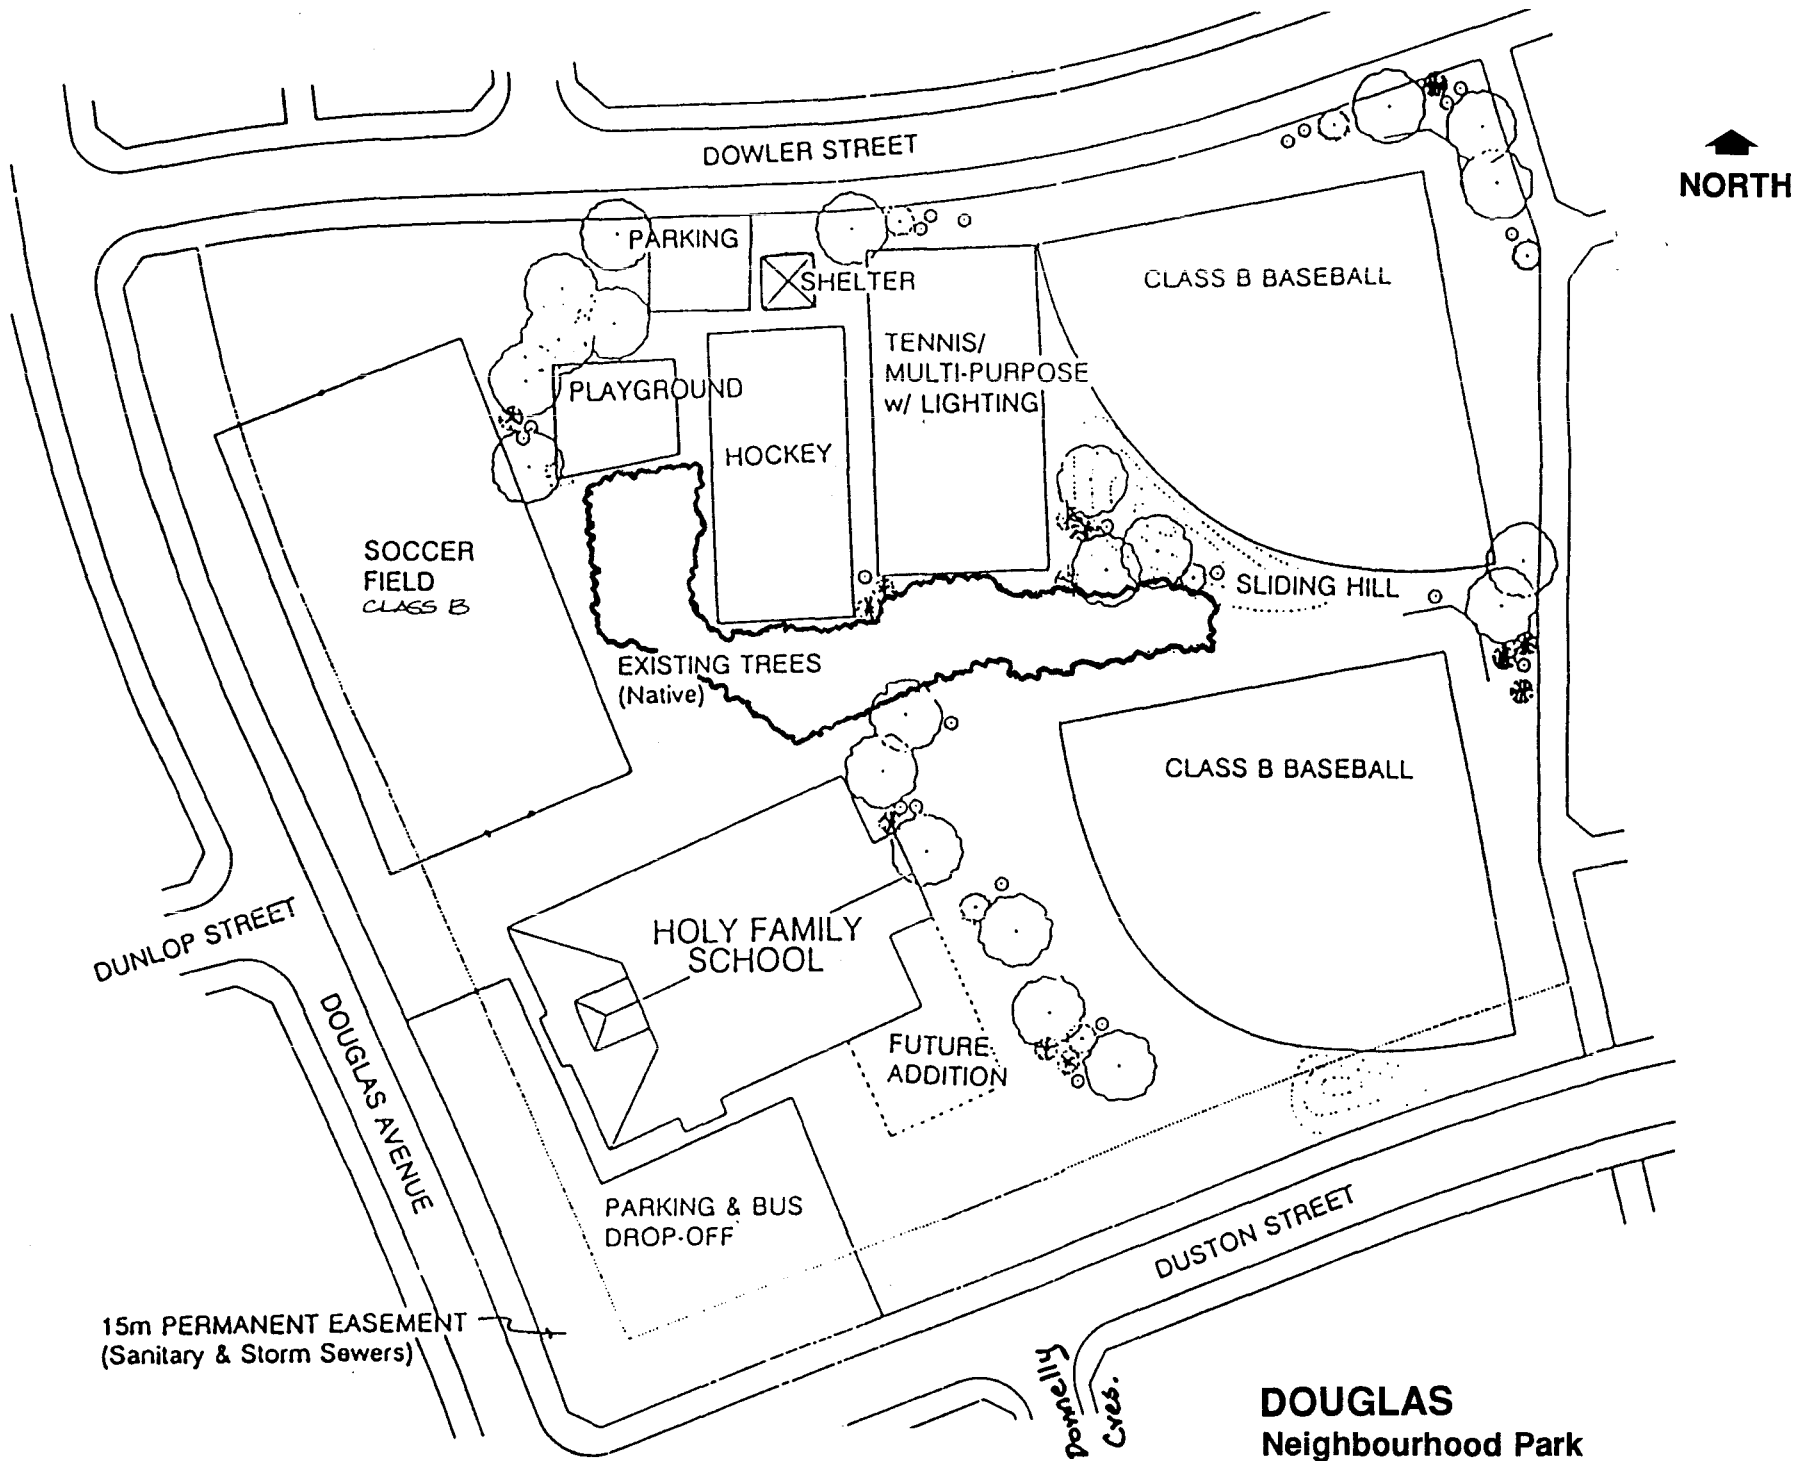 DOWLER STREET
NORTH
PARKING
SHELTER
CLASS B BASEBALL
TENNIS/
MULTI-PURPOSE
w/ LIGHTING
PLAYGROUND
HOCKEY
SOCCER
FIELD
CLASS B
SLIDING HILL
EXISTING TREES
(Native)
CLASS B BASEBALL
DUNLOP STREET
HOLY FAMILY
SCHOOL
DOUGLAS AVENUE
FUTURE
ADDITION
PARKING & BUS
DROP-OFF
DUSTON STREET
15m PERMANENT EASEMENT
(Sanitary & Storm Sewers)
Donnelly
Cres.
DOUGLAS
Neighbourhood Park